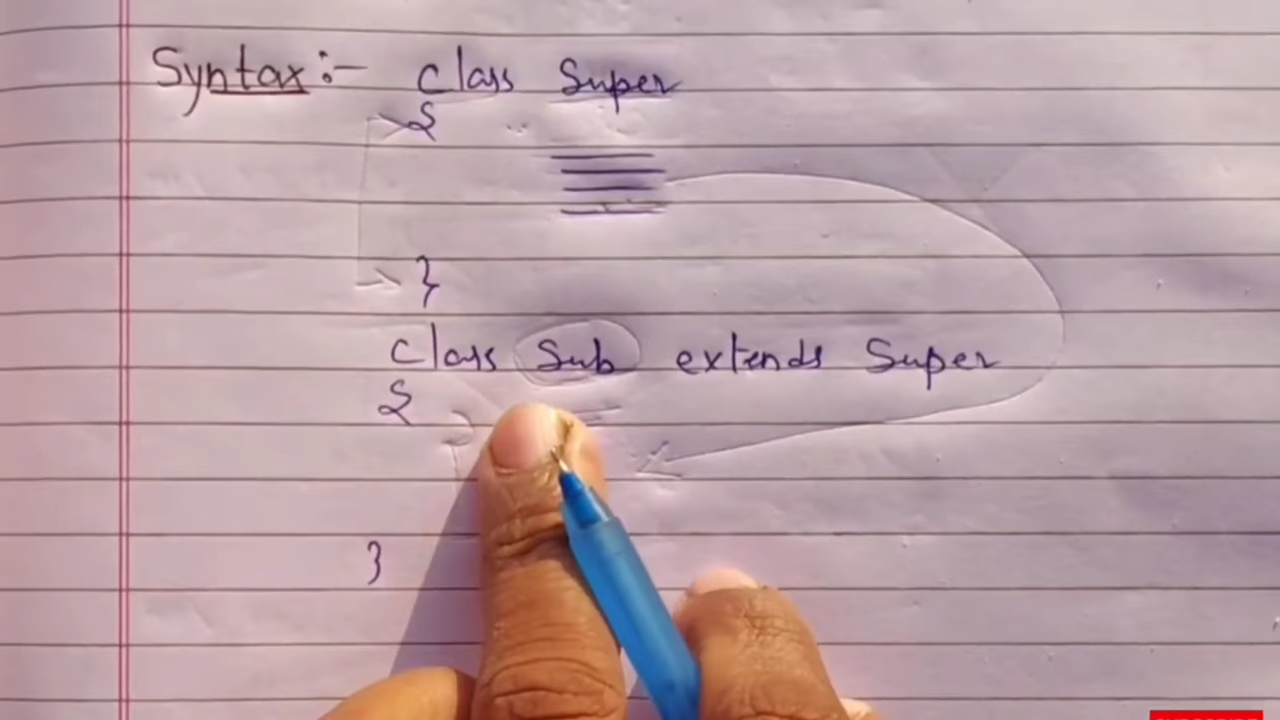 Syntax:- class Super
{
}
class Sub extends Super
{
}